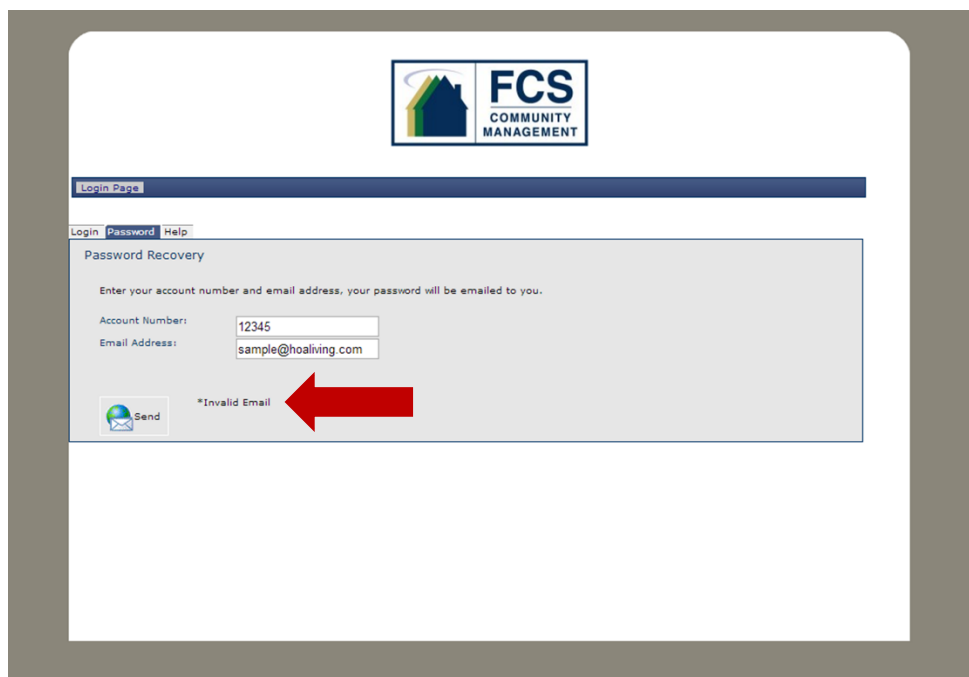 FCS
COMMUNITY
MANAGEMENT
Login Page
Login Password Help
Password Recovery
Enter your account number and email address, your password will be emailed to you.
Account Number: 12345
Email Address: sample@hoaliving.com
*Invalid Email
Send